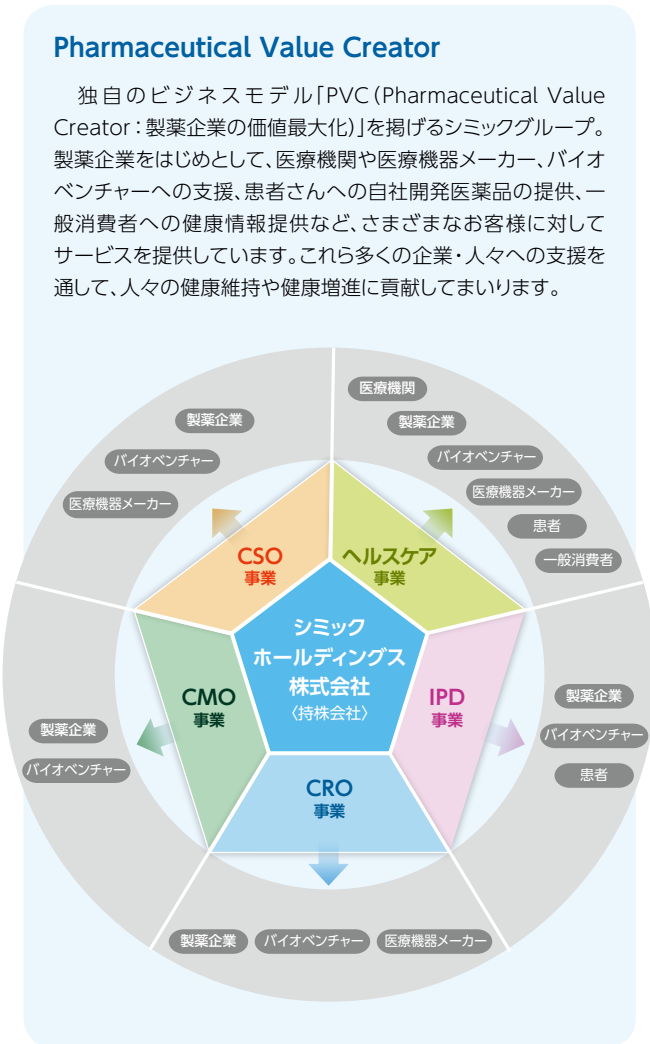 Pharmaceutical Value Creator
独自のビジネスモデル「PVC(Pharmaceutical Value
Creator:製薬企業の価値最大化)」を掲げるシミックグループ。
製薬企業をはじめとして、医療機関や医療機器メーカー、バイオ
ベンチャーへの支援、患者さんへの自社開発医薬品の提供、一
般消費者への健康情報提供など、さまざまなお客様に対して
サービスを提供しています。これら多くの企業・人々への支援を
通して、人々の健康維持や健康増進に貢献してまいります。
製薬企業
バイオベンチャー
医療機器メーカー
CSO
事業
医療機関
製薬企業
バイオベンチャー
医療機器メーカー
患者
一般消費者
ヘルスケア
事業
シミック
ホールディングス
株式会社
〈持株会社〉
製薬企業
バイオベンチャー
CMO
事業
IPD
事業
製薬企業
バイオベンチャー
患者
CRO
事業
製薬企業
バイオベンチャー
医療機器メーカー